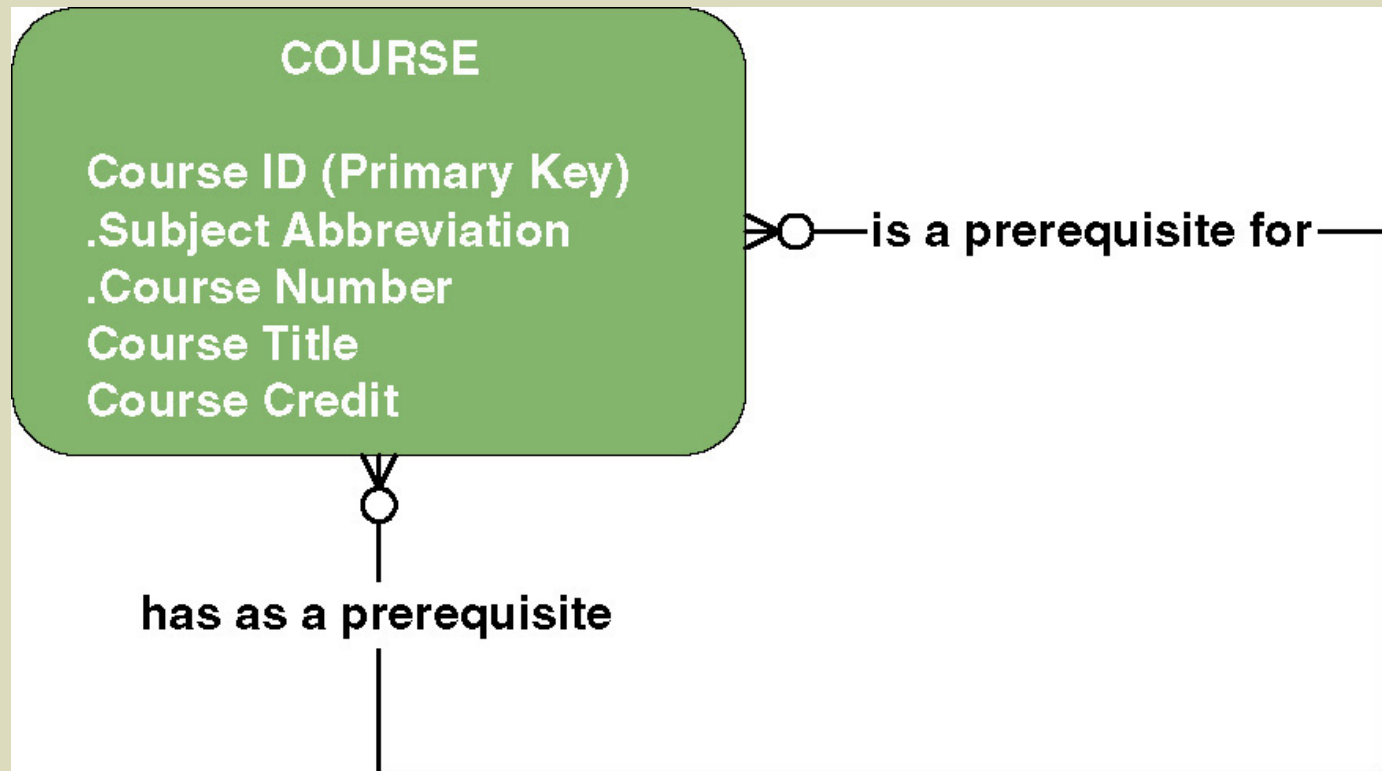 COURSE
Course ID (Primary Key)
.Subject Abbreviation
.Course Number
Course Title
Course Credit
is a prerequisite for
has as a prerequisite